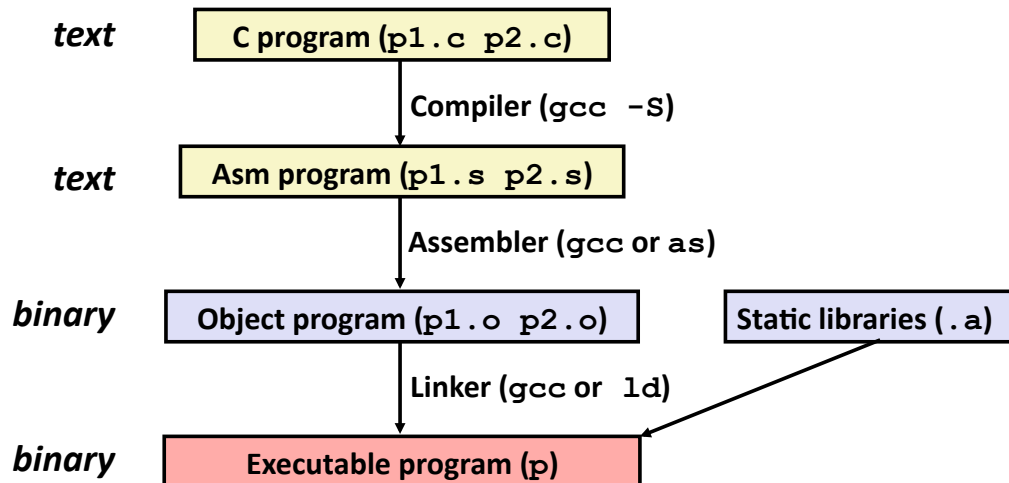 text
C program (p1.c p2.c)
Compiler (gcc -S)
text
Asm program (p1.s p2.s)
Assembler (gcc or as)
binary
Object program (p1.o p2.o)
Static libraries (.a)
Linker (gcc or ld)
binary
Executable program (p)